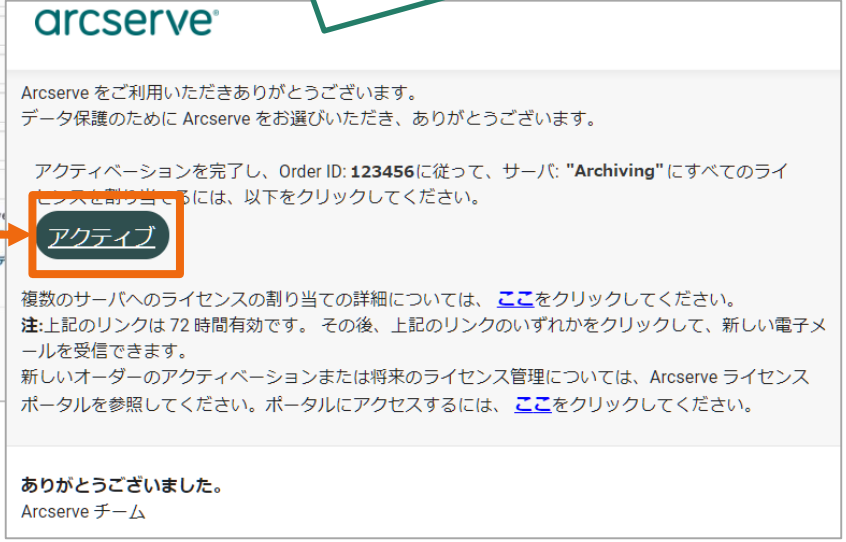 arcserve®
Arcserve をご利用いただきありがとうございます。
データ保護のために Arcserve をお選びいただき、ありがとうございます。
アクティベーションを完了し、Order ID: 123456に従って、サーバ: "Archiving" にすべてのライ
センスを割り当てるには、以下をクリックしてください。
アクティブ
複数のサーバへのライセンスの割り当ての詳細については、 ここをクリックしてください。
注:上記のリンクは 72 時間有効です。 その後、上記のリンクのいずれかをクリックして、新しい電子メ
ールを受信できます。
新しいオーダーのアクティベーションまたは将来のライセンス管理については、Arcserve ライセンス
ポータルを参照してください。ポータルにアクセスするには、 ここをクリックしてください。
ありがとうございました。
Arcserve チーム